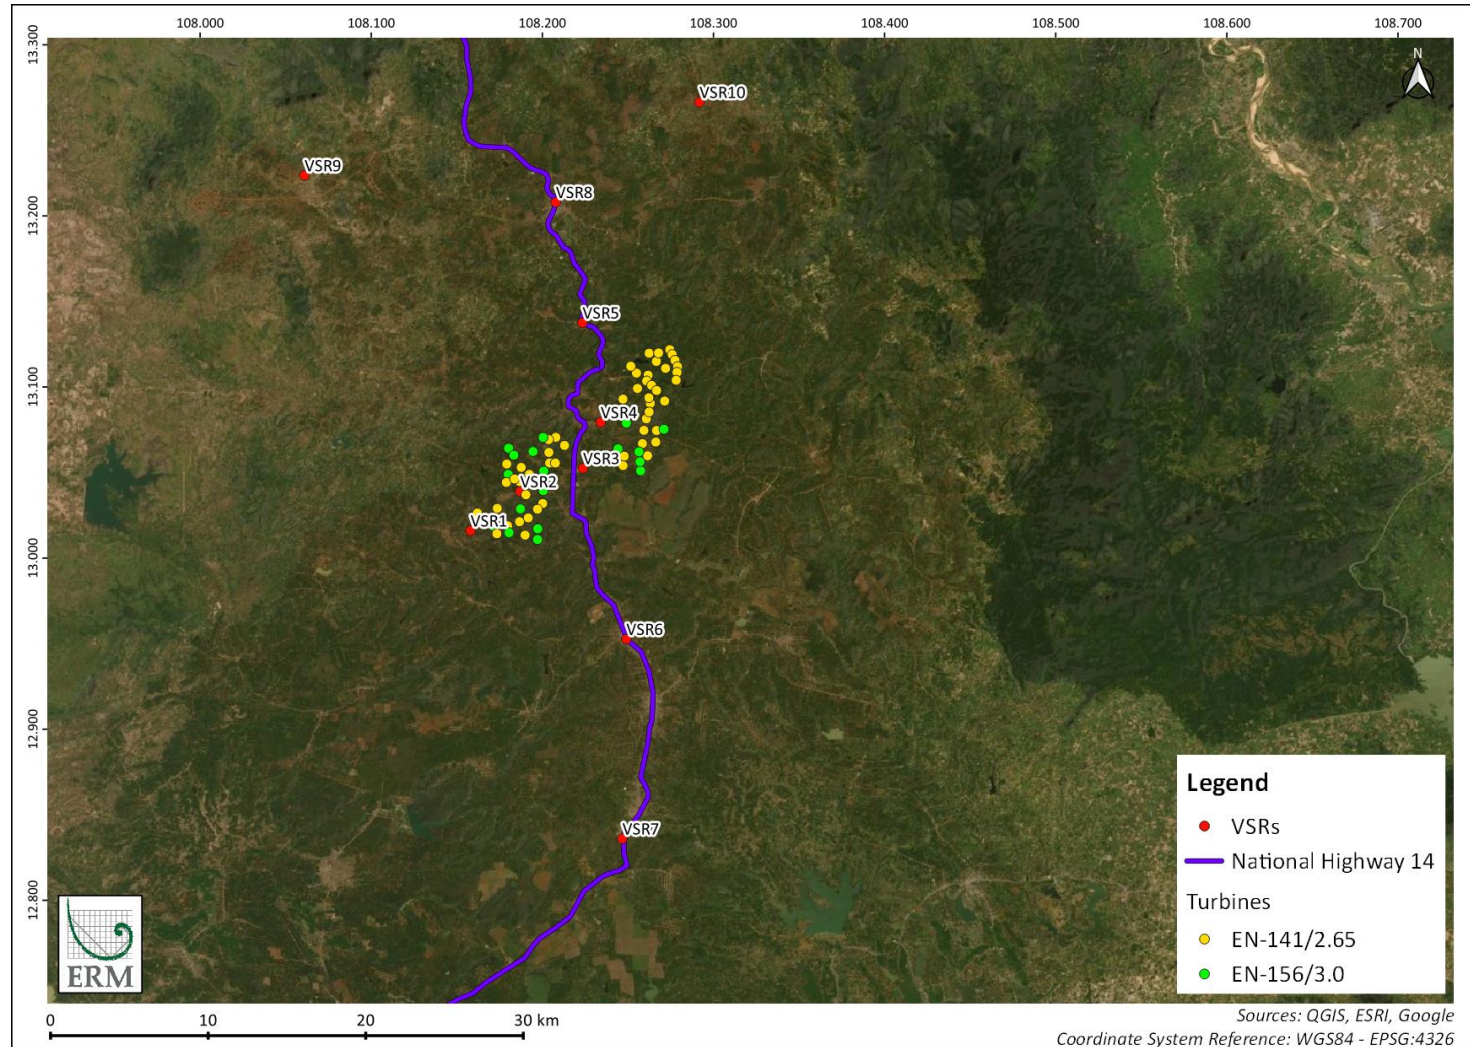 108.000 108.100 108.200 108.300 108.400 108.500 108.600 108.700
13.300
13.200
13.100
13.000
12.900
12.800
N
VSR10
VSR9
VSR8
VSR5
VSR4
VSR3
VSR2
VSR1
VSR6
VSR7
Legend
VSRs
National Highway 14
Turbines
EN-141/2.65
EN-156/3.0
ERM
0 10 20 30 km
Sources: QGIS, ESRI, Google
Coordinate System Reference: WGS84 - EPSG:4326